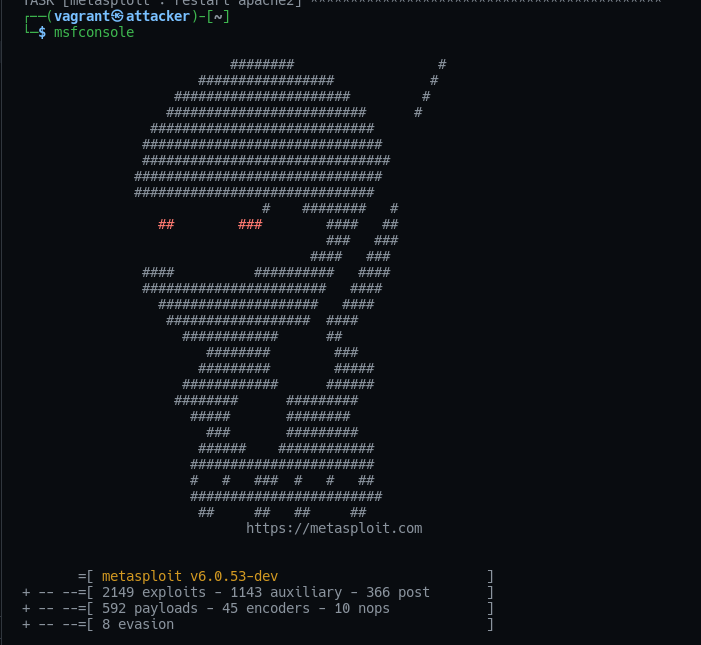 TASK [metasploit : restart apache2] *******************************************
┌──(vagrant㉿attacker)-[~]
└─$ msfconsole
                          ########                  #
                      #################            #
                   ######################         #
                  #########################      #
                ############################
               ##############################
               ###############################
              ##############################
              ##############################
                              #    ########   #
                 ##        ###        ####   ##
                                      ###   ###
                                    ####   ###
               ####          ##########   ####
               #######################   ####
                 ####################   ####
                  ##################  ####
                    ############      ##
                       ########        ###
                      #########        #####
                    ############      ######
                   ########      #########
                     #####       ########
                       ###       #########
                      ######    ############
                     #######################
                     #   #   ###  #   #   ##
                     ########################
                      ##     ##   ##     ##
                            https://metasploit.com
       =[ metasploit v6.0.53-dev                          ]
+ -- --=[ 2149 exploits - 1143 auxiliary - 366 post       ]
+ -- --=[ 592 payloads - 45 encoders - 10 nops            ]
+ -- --=[ 8 evasion                                       ]